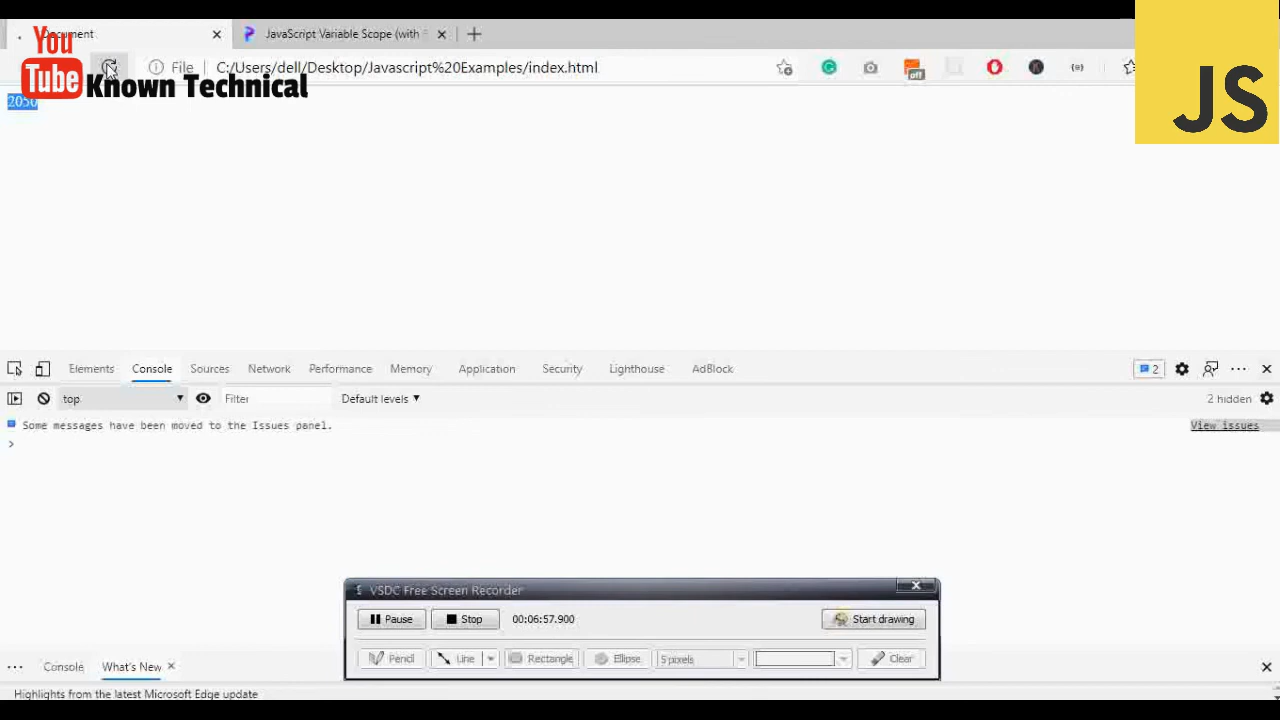 Document
JavaScript Variable Scope (with
File
C:/Users/dell/Desktop/Javascript%20Examples/index.html
off
You
Tube
Known Technical
JS
2050
Elements
Console
Sources
Network
Performance
Memory
Application
Security
Lighthouse
AdBlock
2
top
Filter
Default levels
2 hidden
Some messages have been moved to the Issues panel.
View issues
VSDC Free Screen Recorder
Pause
Stop
00:06:57.900
Start drawing
Pencil
Line
Rectangle
Ellipse
5 pixels
Clear
Console
What's New
Highlights from the latest Microsoft Edge update